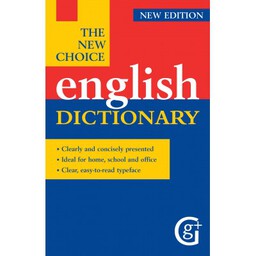 NEW EDITION
THE NEW
CHOICE
english
DICTIONARY
• Clearly and concisely presented
• Ideal for home, school and office
• Clear, easy-to-read typeface
G g+